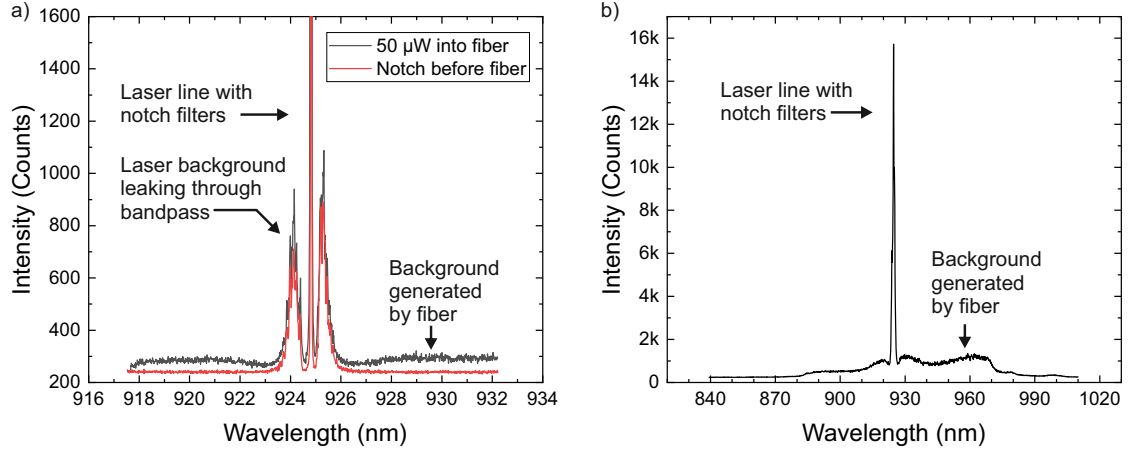 a)
1600
1400
1200
1000
800
600
400
200
Intensity (Counts)
50 µW into fiber
Notch before fiber
Laser line with
notch filters
Laser background
leaking through
bandpass
Background
generated
by fiber
916 918 920 922 924 926 928 930 932 934
Wavelength (nm)
b)
16k
14k
12k
10k
8k
6k
4k
2k
0
Intensity (Counts)
Laser line with
notch filters
Background
generated
by fiber
840 870 900 930 960 990 1020
Wavelength (nm)